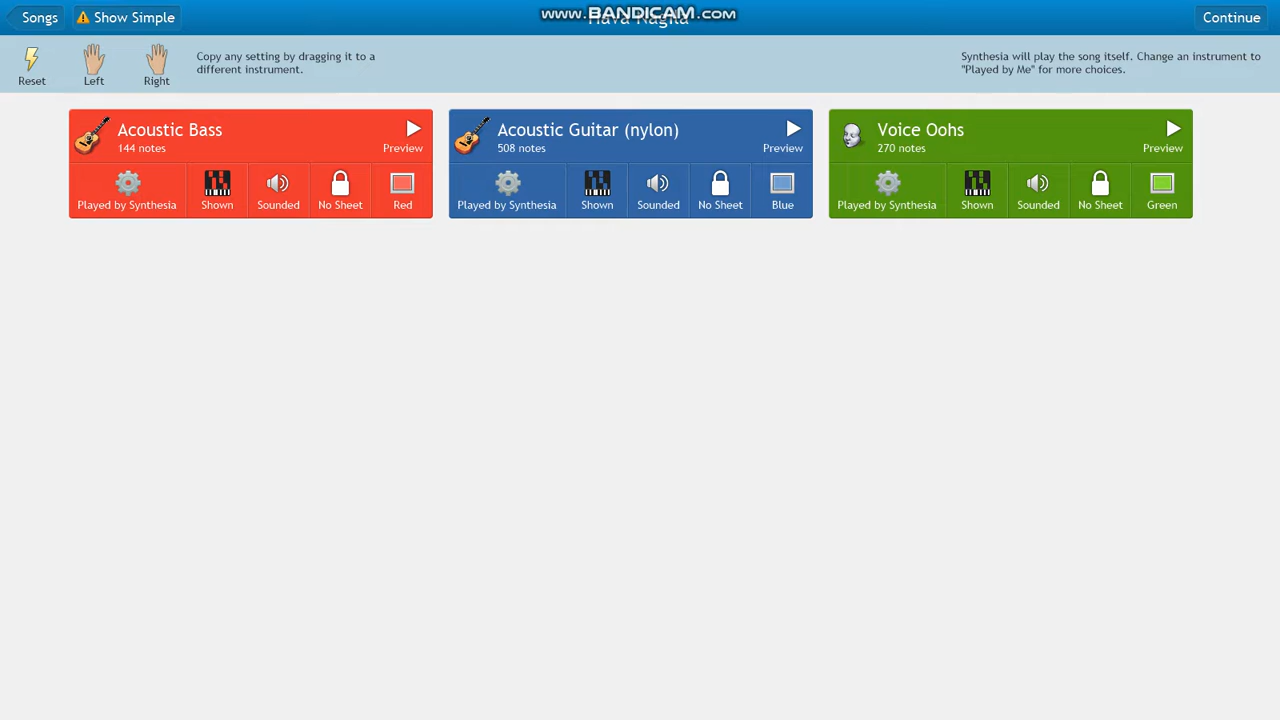 Songs
Show Simple
www.BANDICAM.com
Hava Nagila
Continue
Reset
Left
Right
Copy any setting by dragging it to a
different instrument.
Synthesia will play the song itself. Change an instrument to
"Played by Me" for more choices.
Acoustic Bass
144 notes
Preview
Played by Synthesia
Shown
Sounded
No Sheet
Red
Acoustic Guitar (nylon)
508 notes
Preview
Played by Synthesia
Shown
Sounded
No Sheet
Blue
Voice Oohs
270 notes
Preview
Played by Synthesia
Shown
Sounded
No Sheet
Green